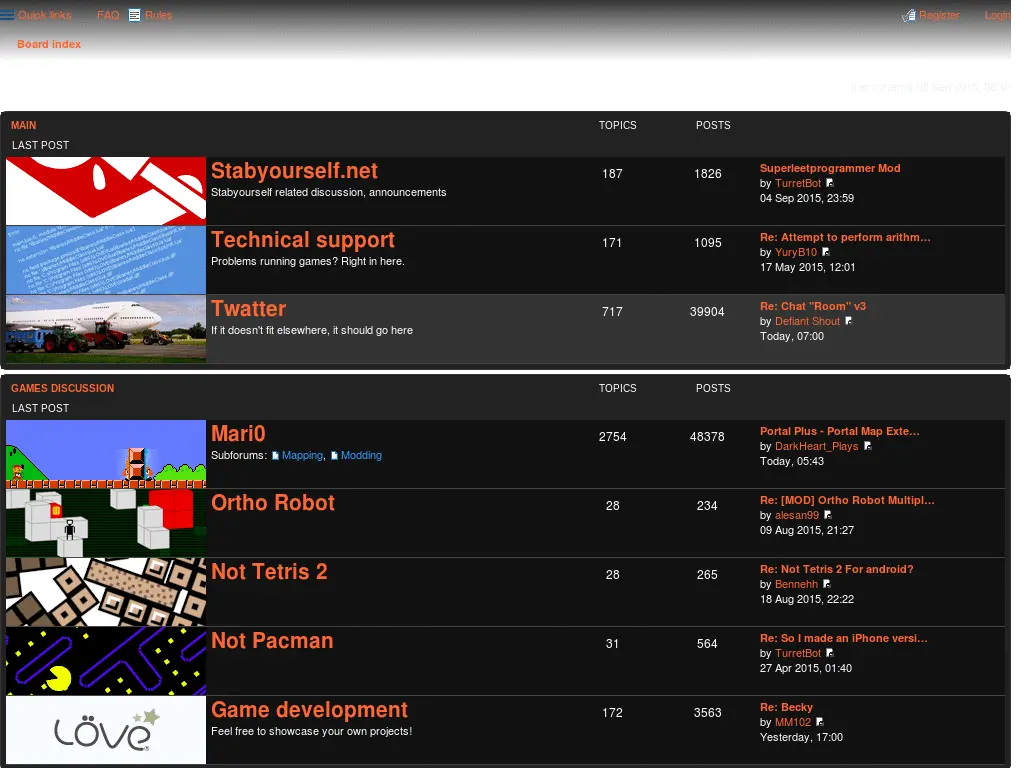 Quick links FAQ Rules Register Login
Board index
MAIN TOPICS POSTS
LAST POST
Stabyourself.net 187 1826 Superleetprogrammer Mod
Stabyourself related discussion, announcements by TurretBot
04 Sep 2015, 23:59
Technical support 171 1095 Re: Attempt to perform arithm…
Problems running games? Right in here. by YuryB10
17 May 2015, 12:01
Twatter 717 39904 Re: Chat "Room" v3
If it doesn't fit elsewhere, it should go here by Defiant Shout
Today, 07:00
GAMES DISCUSSION TOPICS POSTS
LAST POST
Mari0 2754 48378 Portal Plus - Portal Map Exte…
Subforums: Mapping, Modding by DarkHeart_Plays
Today, 05:43
Ortho Robot 28 234 Re: [MOD] Ortho Robot Multipl…
by alesan99
09 Aug 2015, 21:27
Not Tetris 2 28 265 Re: Not Tetris 2 For android?
by Bennehh
18 Aug 2015, 22:22
Not Pacman 31 564 Re: So I made an iPhone versi…
by TurretBot
27 Apr 2015, 01:40
Game development 172 3563 Re: Becky
Feel free to showcase your own projects! by MM102
Yesterday, 17:00
LÖVE